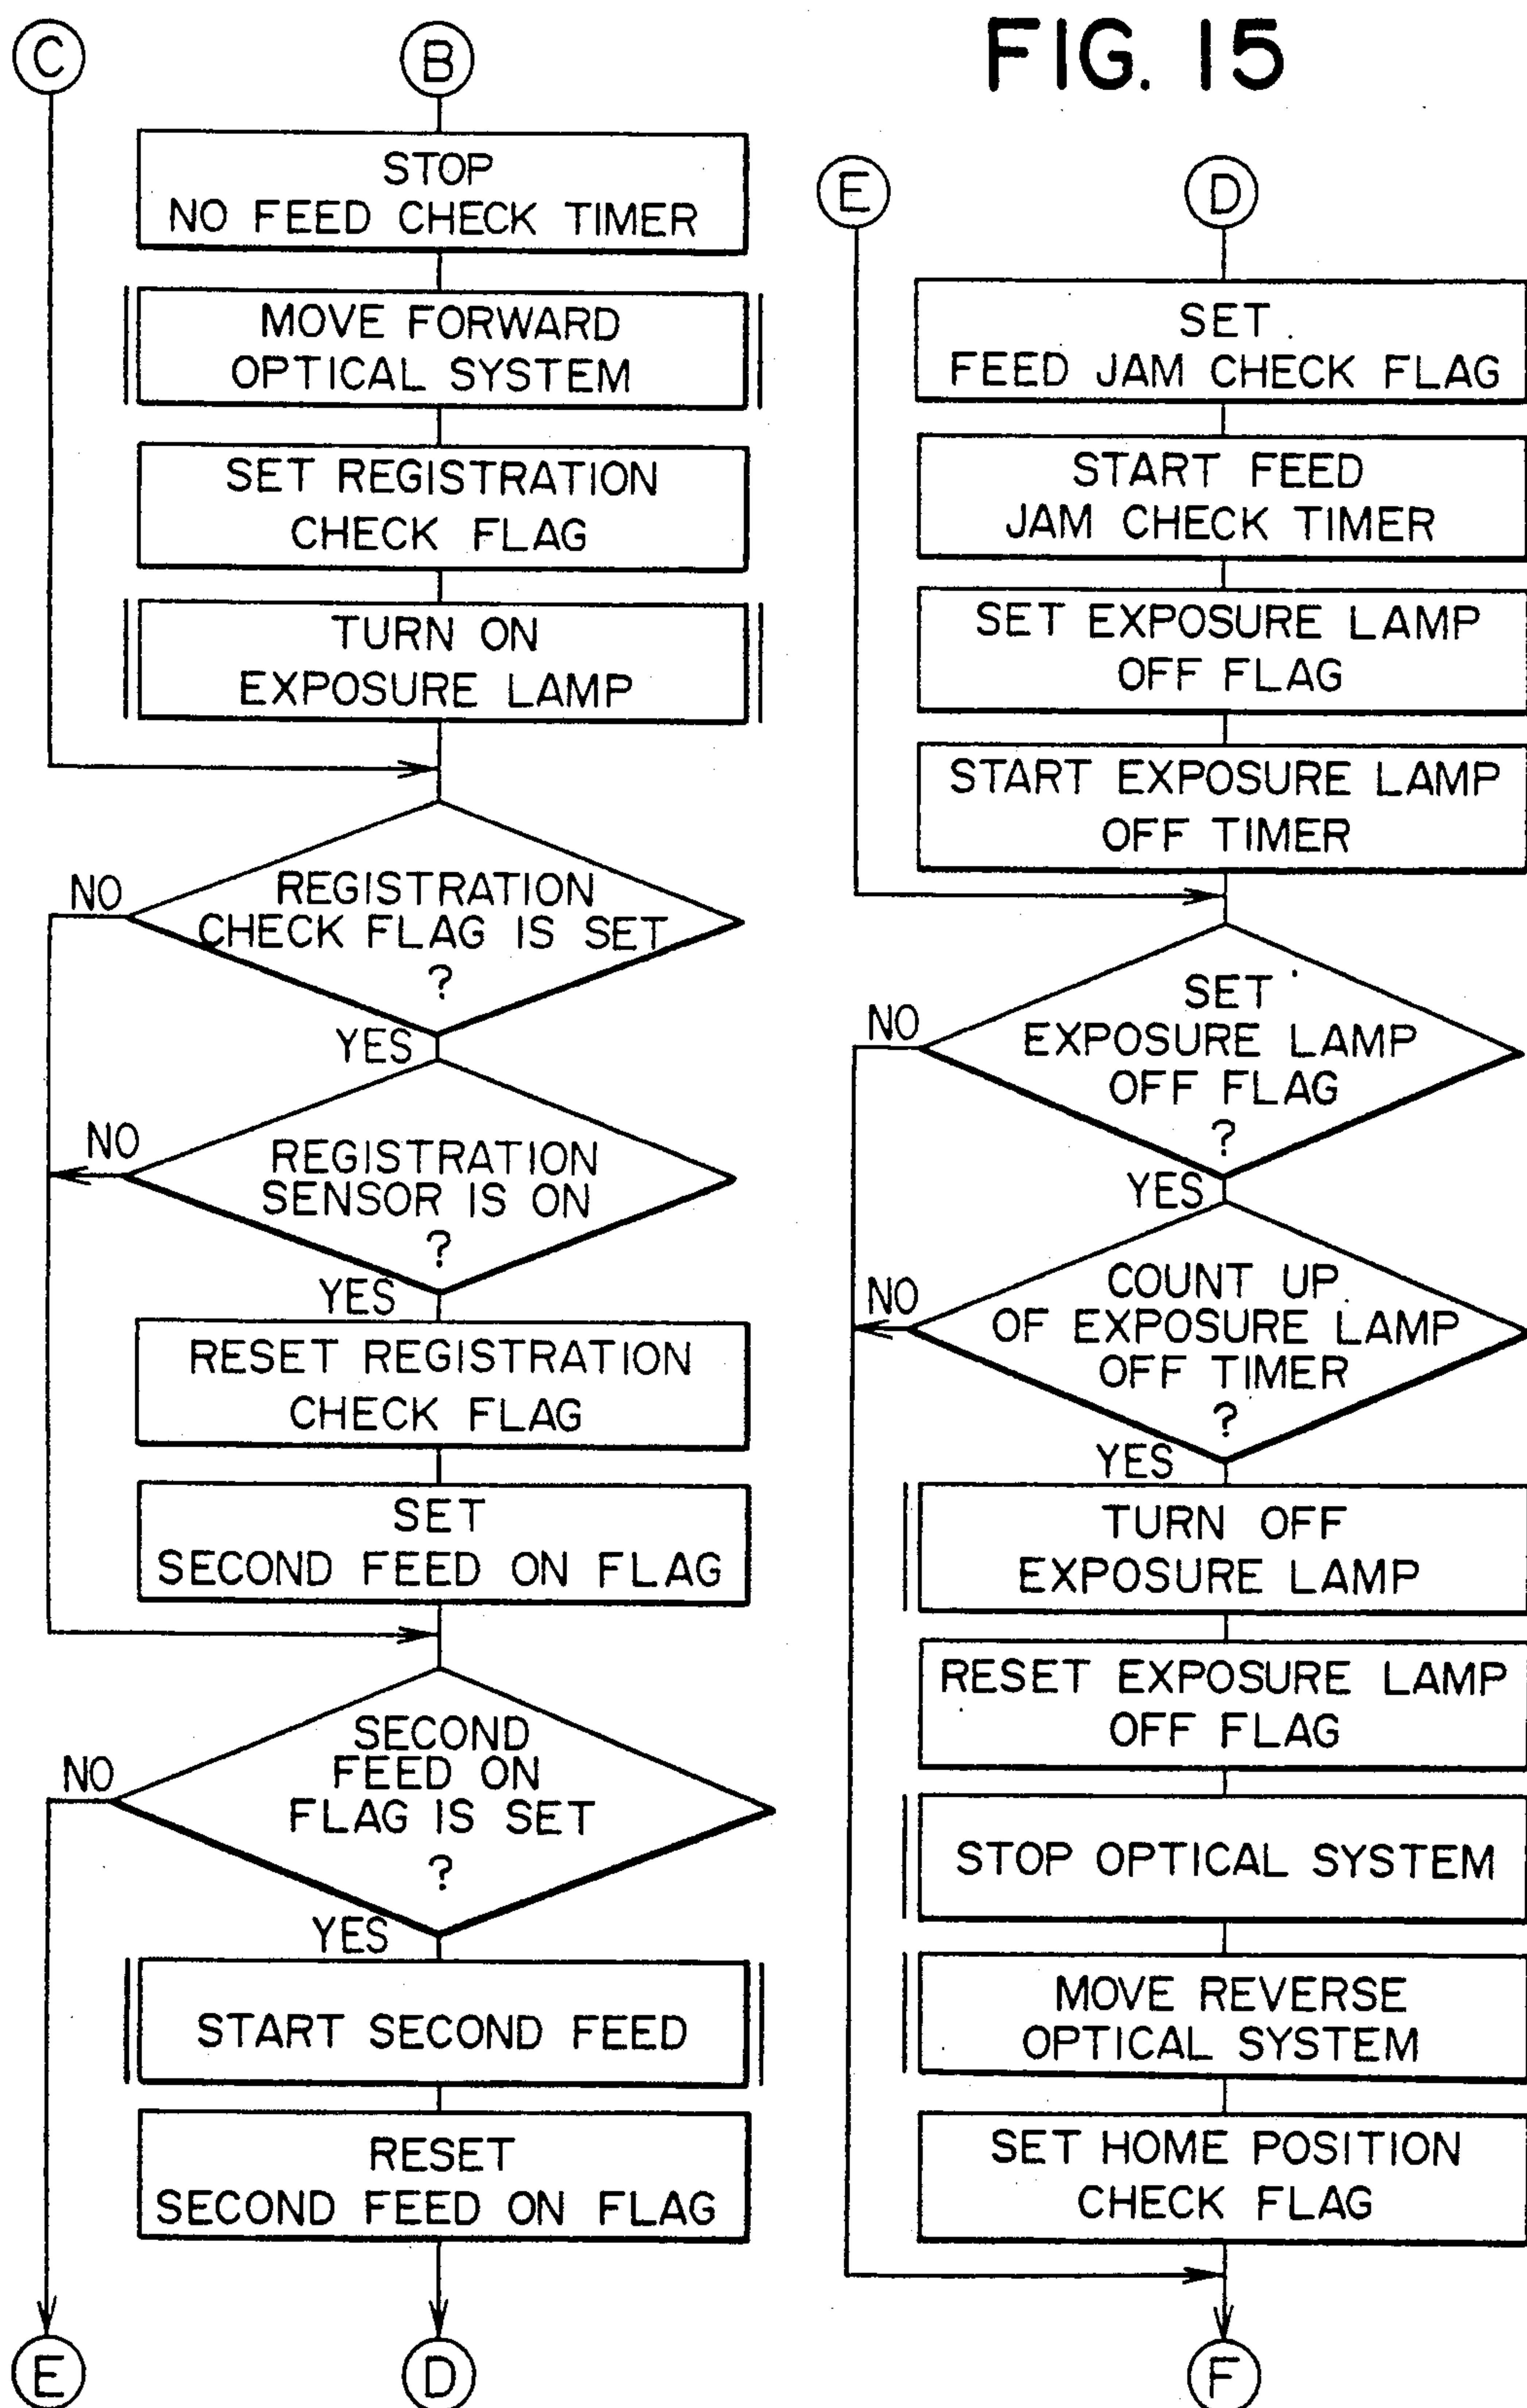 FIG. 15
C
B
STOP
NO FEED CHECK TIMER
MOVE FORWARD
OPTICAL SYSTEM
SET REGISTRATION
CHECK FLAG
TURN ON
EXPOSURE LAMP
NO
REGISTRATION
CHECK FLAG IS SET
?
YES
NO
REGISTRATION
SENSOR IS ON
?
YES
RESET REGISTRATION
CHECK FLAG
SET
SECOND FEED ON FLAG
NO
SECOND
FEED ON
FLAG IS SET
?
YES
START SECOND FEED
RESET
SECOND FEED ON FLAG
E
D
E
D
SET
FEED JAM CHECK FLAG
START FEED
JAM CHECK TIMER
SET EXPOSURE LAMP
OFF FLAG
START EXPOSURE LAMP
OFF TIMER
NO
SET
EXPOSURE LAMP
OFF FLAG
?
YES
NO
COUNT UP
OF EXPOSURE LAMP
OFF TIMER
?
YES
TURN OFF
EXPOSURE LAMP
RESET EXPOSURE LAMP
OFF FLAG
STOP OPTICAL SYSTEM
MOVE REVERSE
OPTICAL SYSTEM
SET HOME POSITION
CHECK FLAG
F